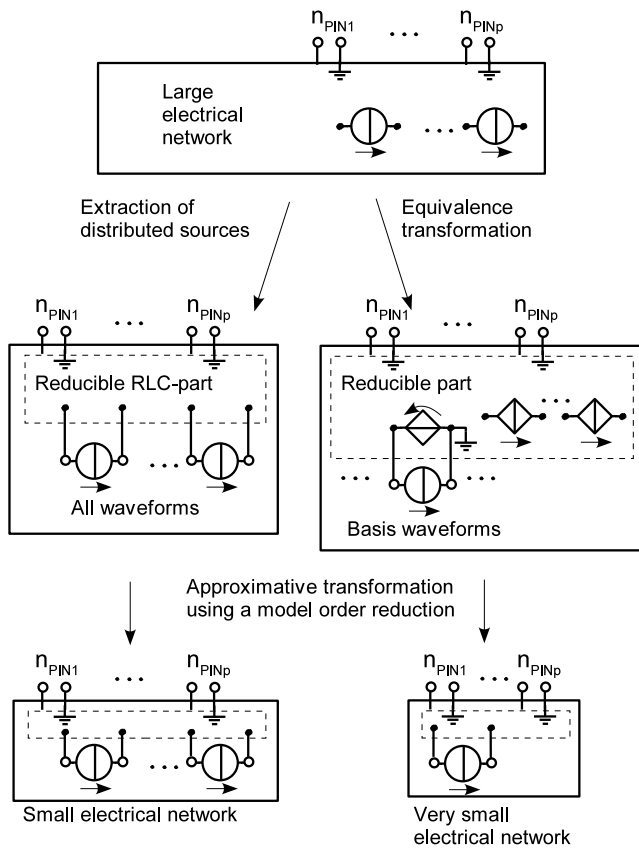 nPIN1 ... nPINp
Large
electrical
network
...
Extraction of
distributed sources
Equivalence
transformation
nPIN1 ... nPINp
Reducible RLC-part
...
All waveforms
nPIN1 ... nPINp
Reducible part
...
... ...
Basis waveforms
Approximative transformation
using a model order reduction
nPIN1 ... nPINp
...
Small electrical network
nPIN1 ... nPINp
Very small
electrical network